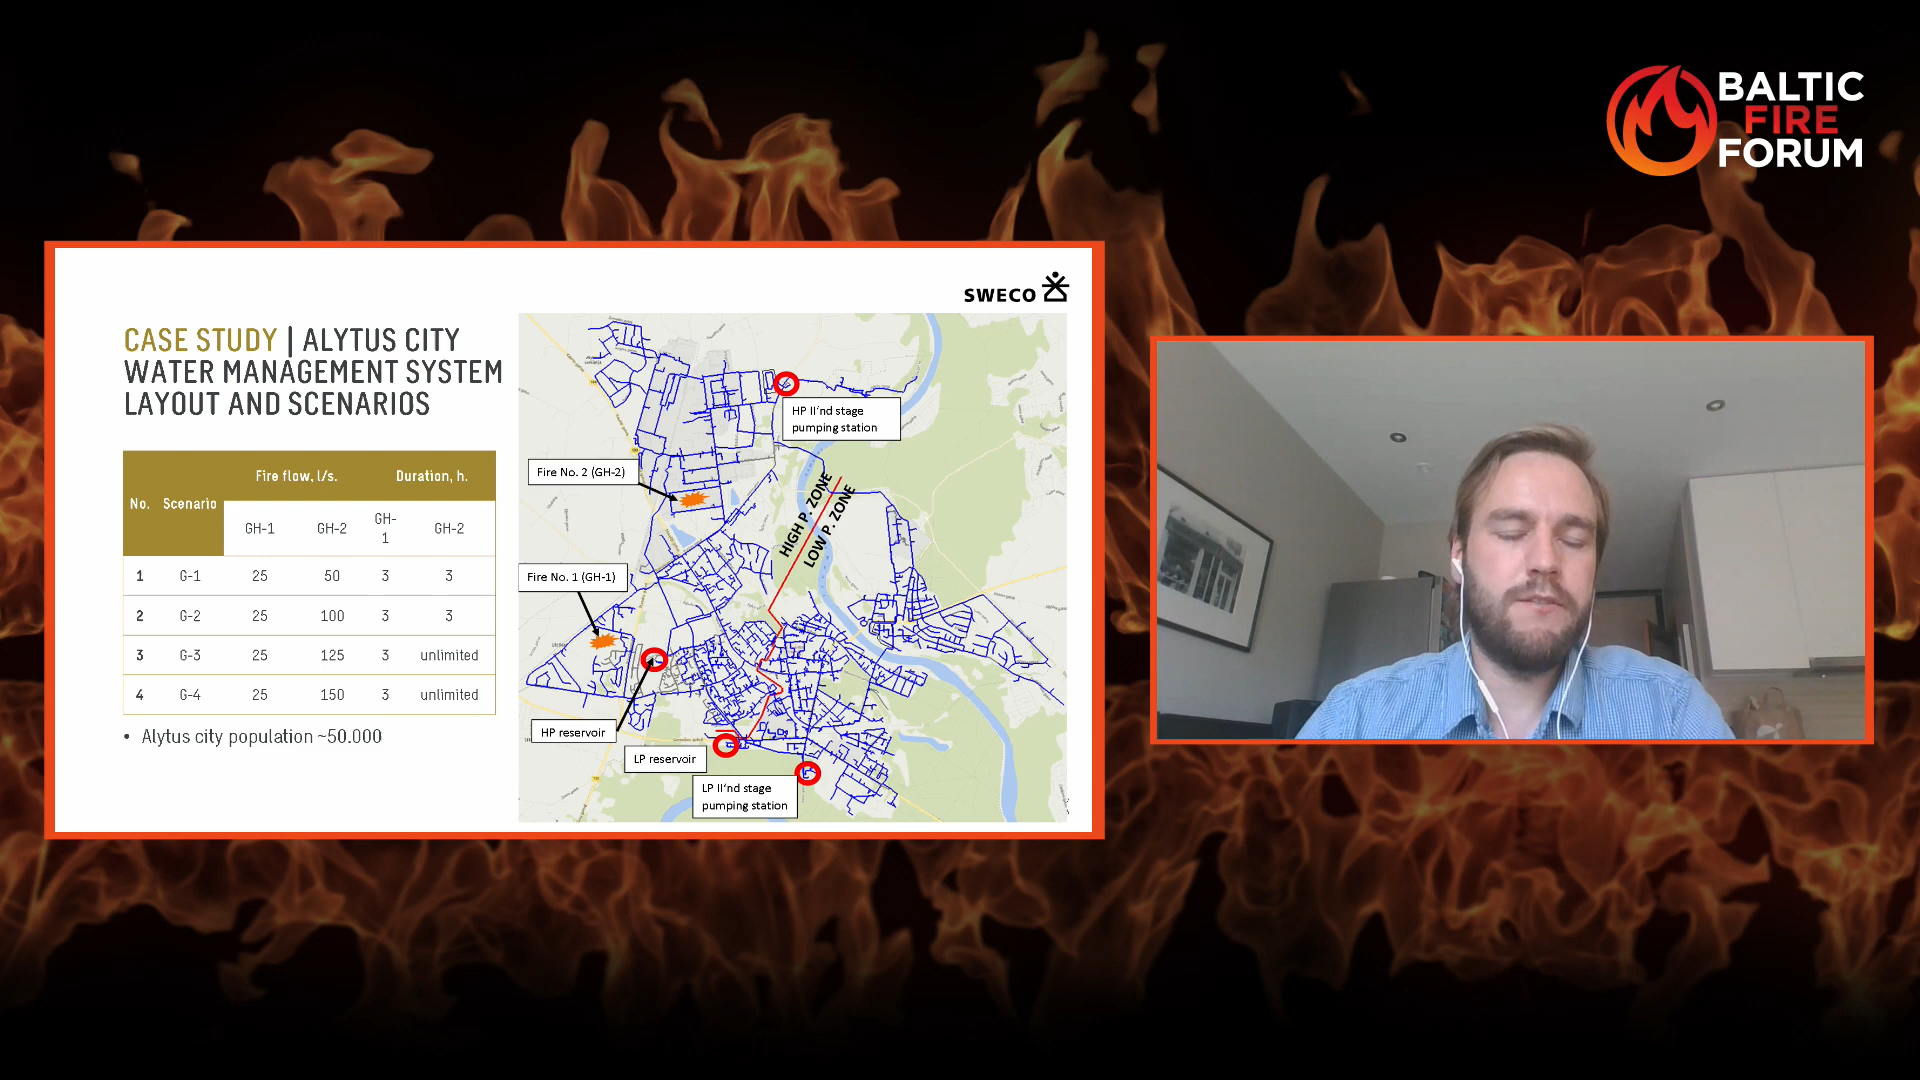 BALTIC
FIRE
FORUM
SWECO
CASE STUDY | ALYTUS CITY
WATER MANAGEMENT SYSTEM
LAYOUT AND SCENARIOS
No. Scenario Fire flow, l/s. Duration, h.
GH-1 GH-2 GH-1 GH-2
1 G-1 25 50 3 3
2 G-2 25 100 3 3
3 G-3 25 125 3 unlimited
4 G-4 25 150 3 unlimited
• Alytus city population ~50.000
HP II'nd stage
pumping station
Fire No. 2 (GH-2)
HIGH P. ZONE
LOW P. ZONE
Fire No. 1 (GH-1)
HP reservoir
LP reservoir
LP II'nd stage
pumping station